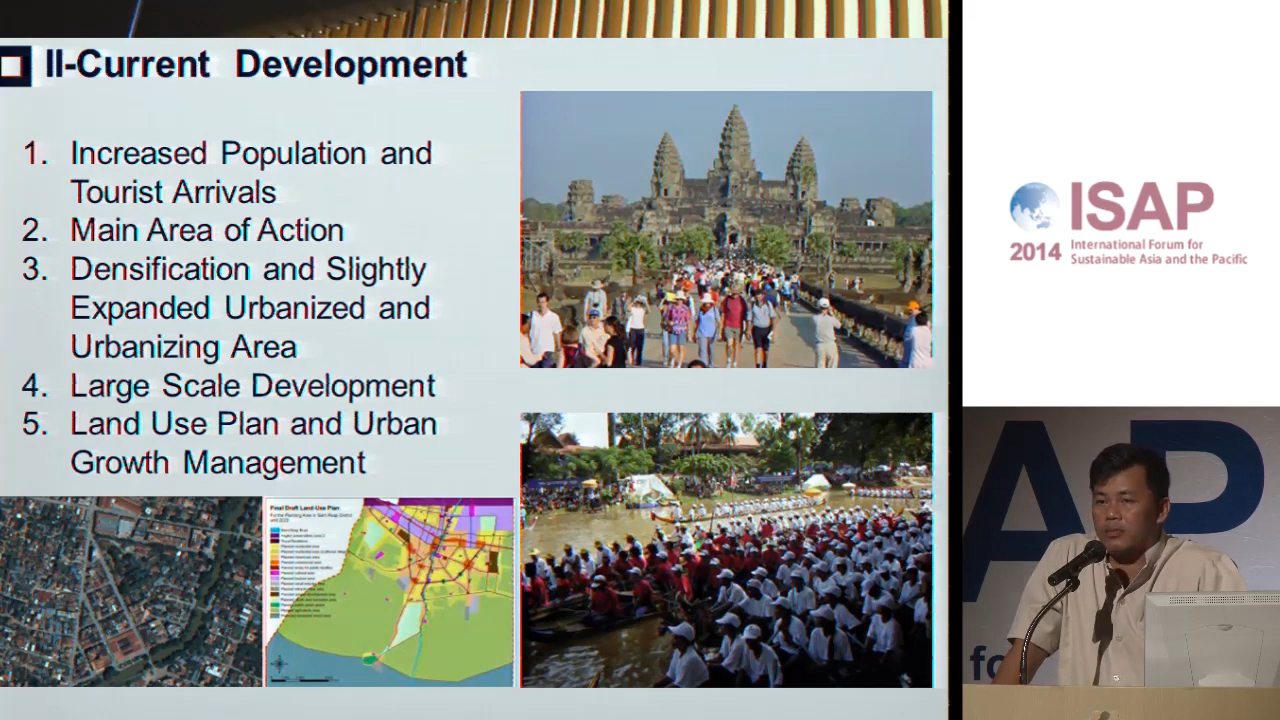 II-Current Development
1. Increased Population and
Tourist Arrivals
2. Main Area of Action
3. Densification and Slightly
Expanded Urbanized and
Urbanizing Area
4. Large Scale Development
5. Land Use Plan and Urban
Growth Management
Final Draft Land-Use Plan
ISAP
2014
International Forum for
Sustainable Asia and the Pacific
AP
fo